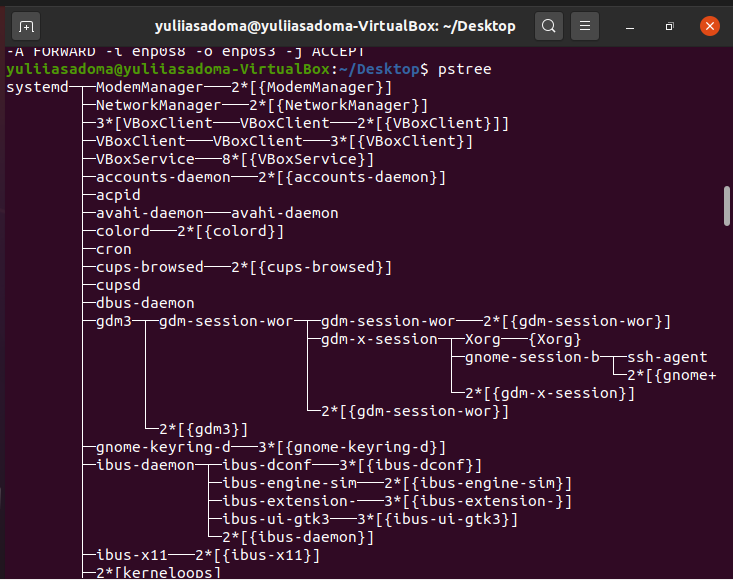 yuliiasadoma@yuliiasadoma-VirtualBox: ~/Desktop
-A FORWARD -i enp0s8 -o enp0s3 -j ACCEPT
yuliiasadoma@yuliiasadoma-VirtualBox:~/Desktop$ pstree
systemd─┬─ModemManager───2*[{ModemManager}]
        ├─NetworkManager───2*[{NetworkManager}]
        ├─3*[VBoxClient───VBoxClient───2*[{VBoxClient}]]
        ├─VBoxClient───VBoxClient───3*[{VBoxClient}]
        ├─VBoxService───8*[{VBoxService}]
        ├─accounts-daemon───2*[{accounts-daemon}]
        ├─acpid
        ├─avahi-daemon───avahi-daemon
        ├─colord───2*[{colord}]
        ├─cron
        ├─cups-browsed───2*[{cups-browsed}]
        ├─cupsd
        ├─dbus-daemon
        ├─gdm3─┬─gdm-session-wor─┬─gdm-session-wor───2*[{gdm-session-wor}]
        │      │                 ├─gdm-x-session─┬─Xorg───{Xorg}
        │      │                 │               ├─gnome-session-b─┬─ssh-agent
        │      │                 │               │                 └─2*[{gnome+
        │      │                 │               └─2*[{gdm-x-session}]
        │      │                 └─2*[{gdm-session-wor}]
        │      └─2*[{gdm3}]
        ├─gnome-keyring-d───3*[{gnome-keyring-d}]
        ├─ibus-daemon─┬─ibus-dconf───3*[{ibus-dconf}]
        │             ├─ibus-engine-sim───2*[{ibus-engine-sim}]
        │             ├─ibus-extension-───3*[{ibus-extension-}]
        │             ├─ibus-ui-gtk3───3*[{ibus-ui-gtk3}]
        │             └─2*[{ibus-daemon}]
        ├─ibus-x11───2*[{ibus-x11}]
        ├─2*[kerneloops]